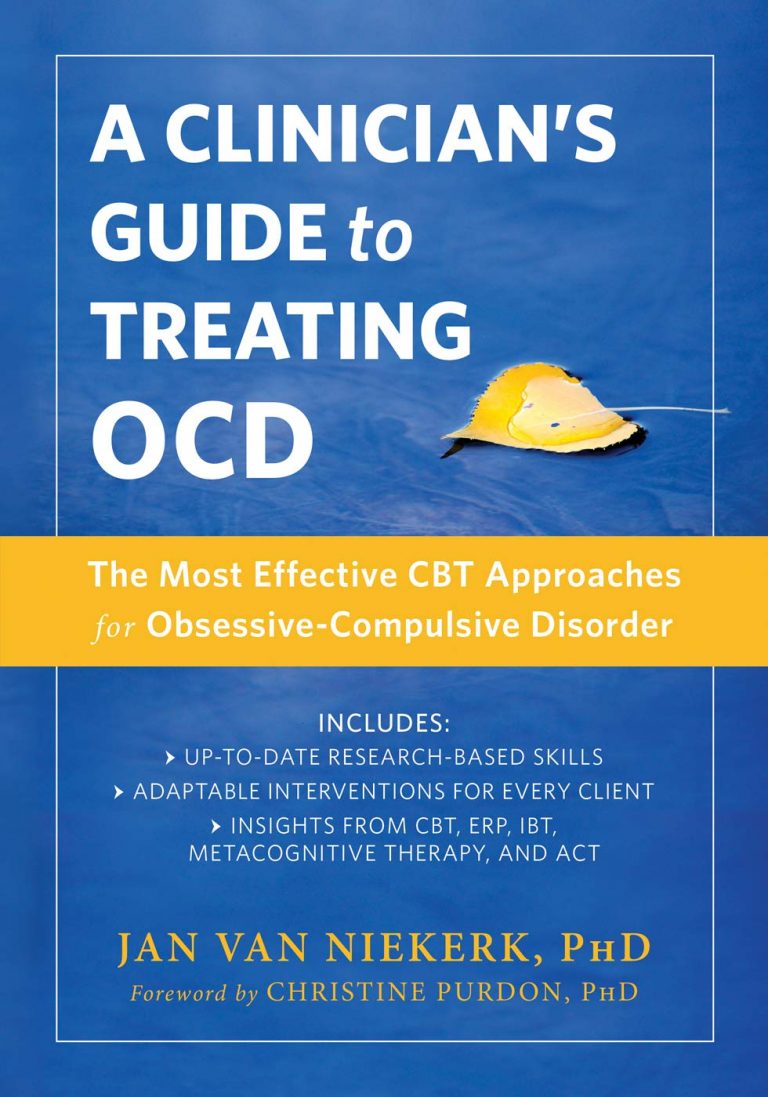 A CLINICIAN'S
GUIDE to
TREATING
OCD
The Most Effective CBT Approaches
for Obsessive-Compulsive Disorder
INCLUDES:
➤ UP-TO-DATE RESEARCH-BASED SKILLS
➤ ADAPTABLE INTERVENTIONS FOR EVERY CLIENT
➤ INSIGHTS FROM CBT, ERP, IBT,
METACOGNITIVE THERAPY, AND ACT
JAN VAN NIEKERK, PHD
Foreword by CHRISTINE PURDON, PHD